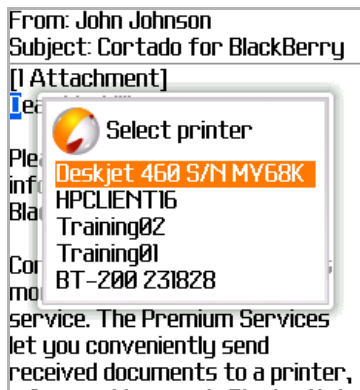 From: John Johnson
Subject: Cortado for BlackBerry
[1 Attachment]
Select printer
Deskjet 460 S/N MY68K
HPCLIENT16
Training02
Training01
BT-200 231828
service. The Premium Services
let you conveniently send
received documents to a printer,